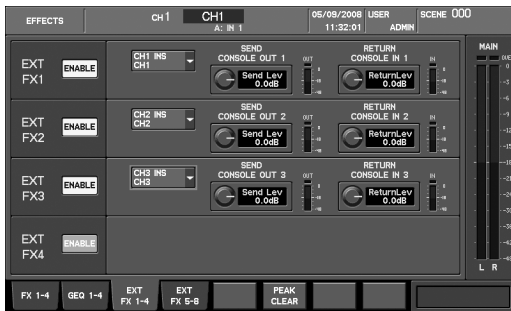 EFFECTS CH 1 CH1 05/09/2008 USER SCENE 000
A: IN 1 11:32:01 ADMIN
MAIN
EXT FX1 ENABLE CH1 INS CH1 SEND CONSOLE OUT 1 Send Lev 0.0dB OUT RETURN CONSOLE IN 1 ReturnLev 0.0dB IN
EXT FX2 ENABLE CH2 INS CH2 SEND CONSOLE OUT 2 Send Lev 0.0dB OUT RETURN CONSOLE IN 2 ReturnLev 0.0dB IN
EXT FX3 ENABLE CH3 INS CH3 SEND CONSOLE OUT 3 Send Lev 0.0dB OUT RETURN CONSOLE IN 3 ReturnLev 0.0dB IN
EXT FX4 ENABLE
L R
FX 1-4 GEQ 1-4 EXT FX 1-4 EXT FX 5-8 PEAK CLEAR